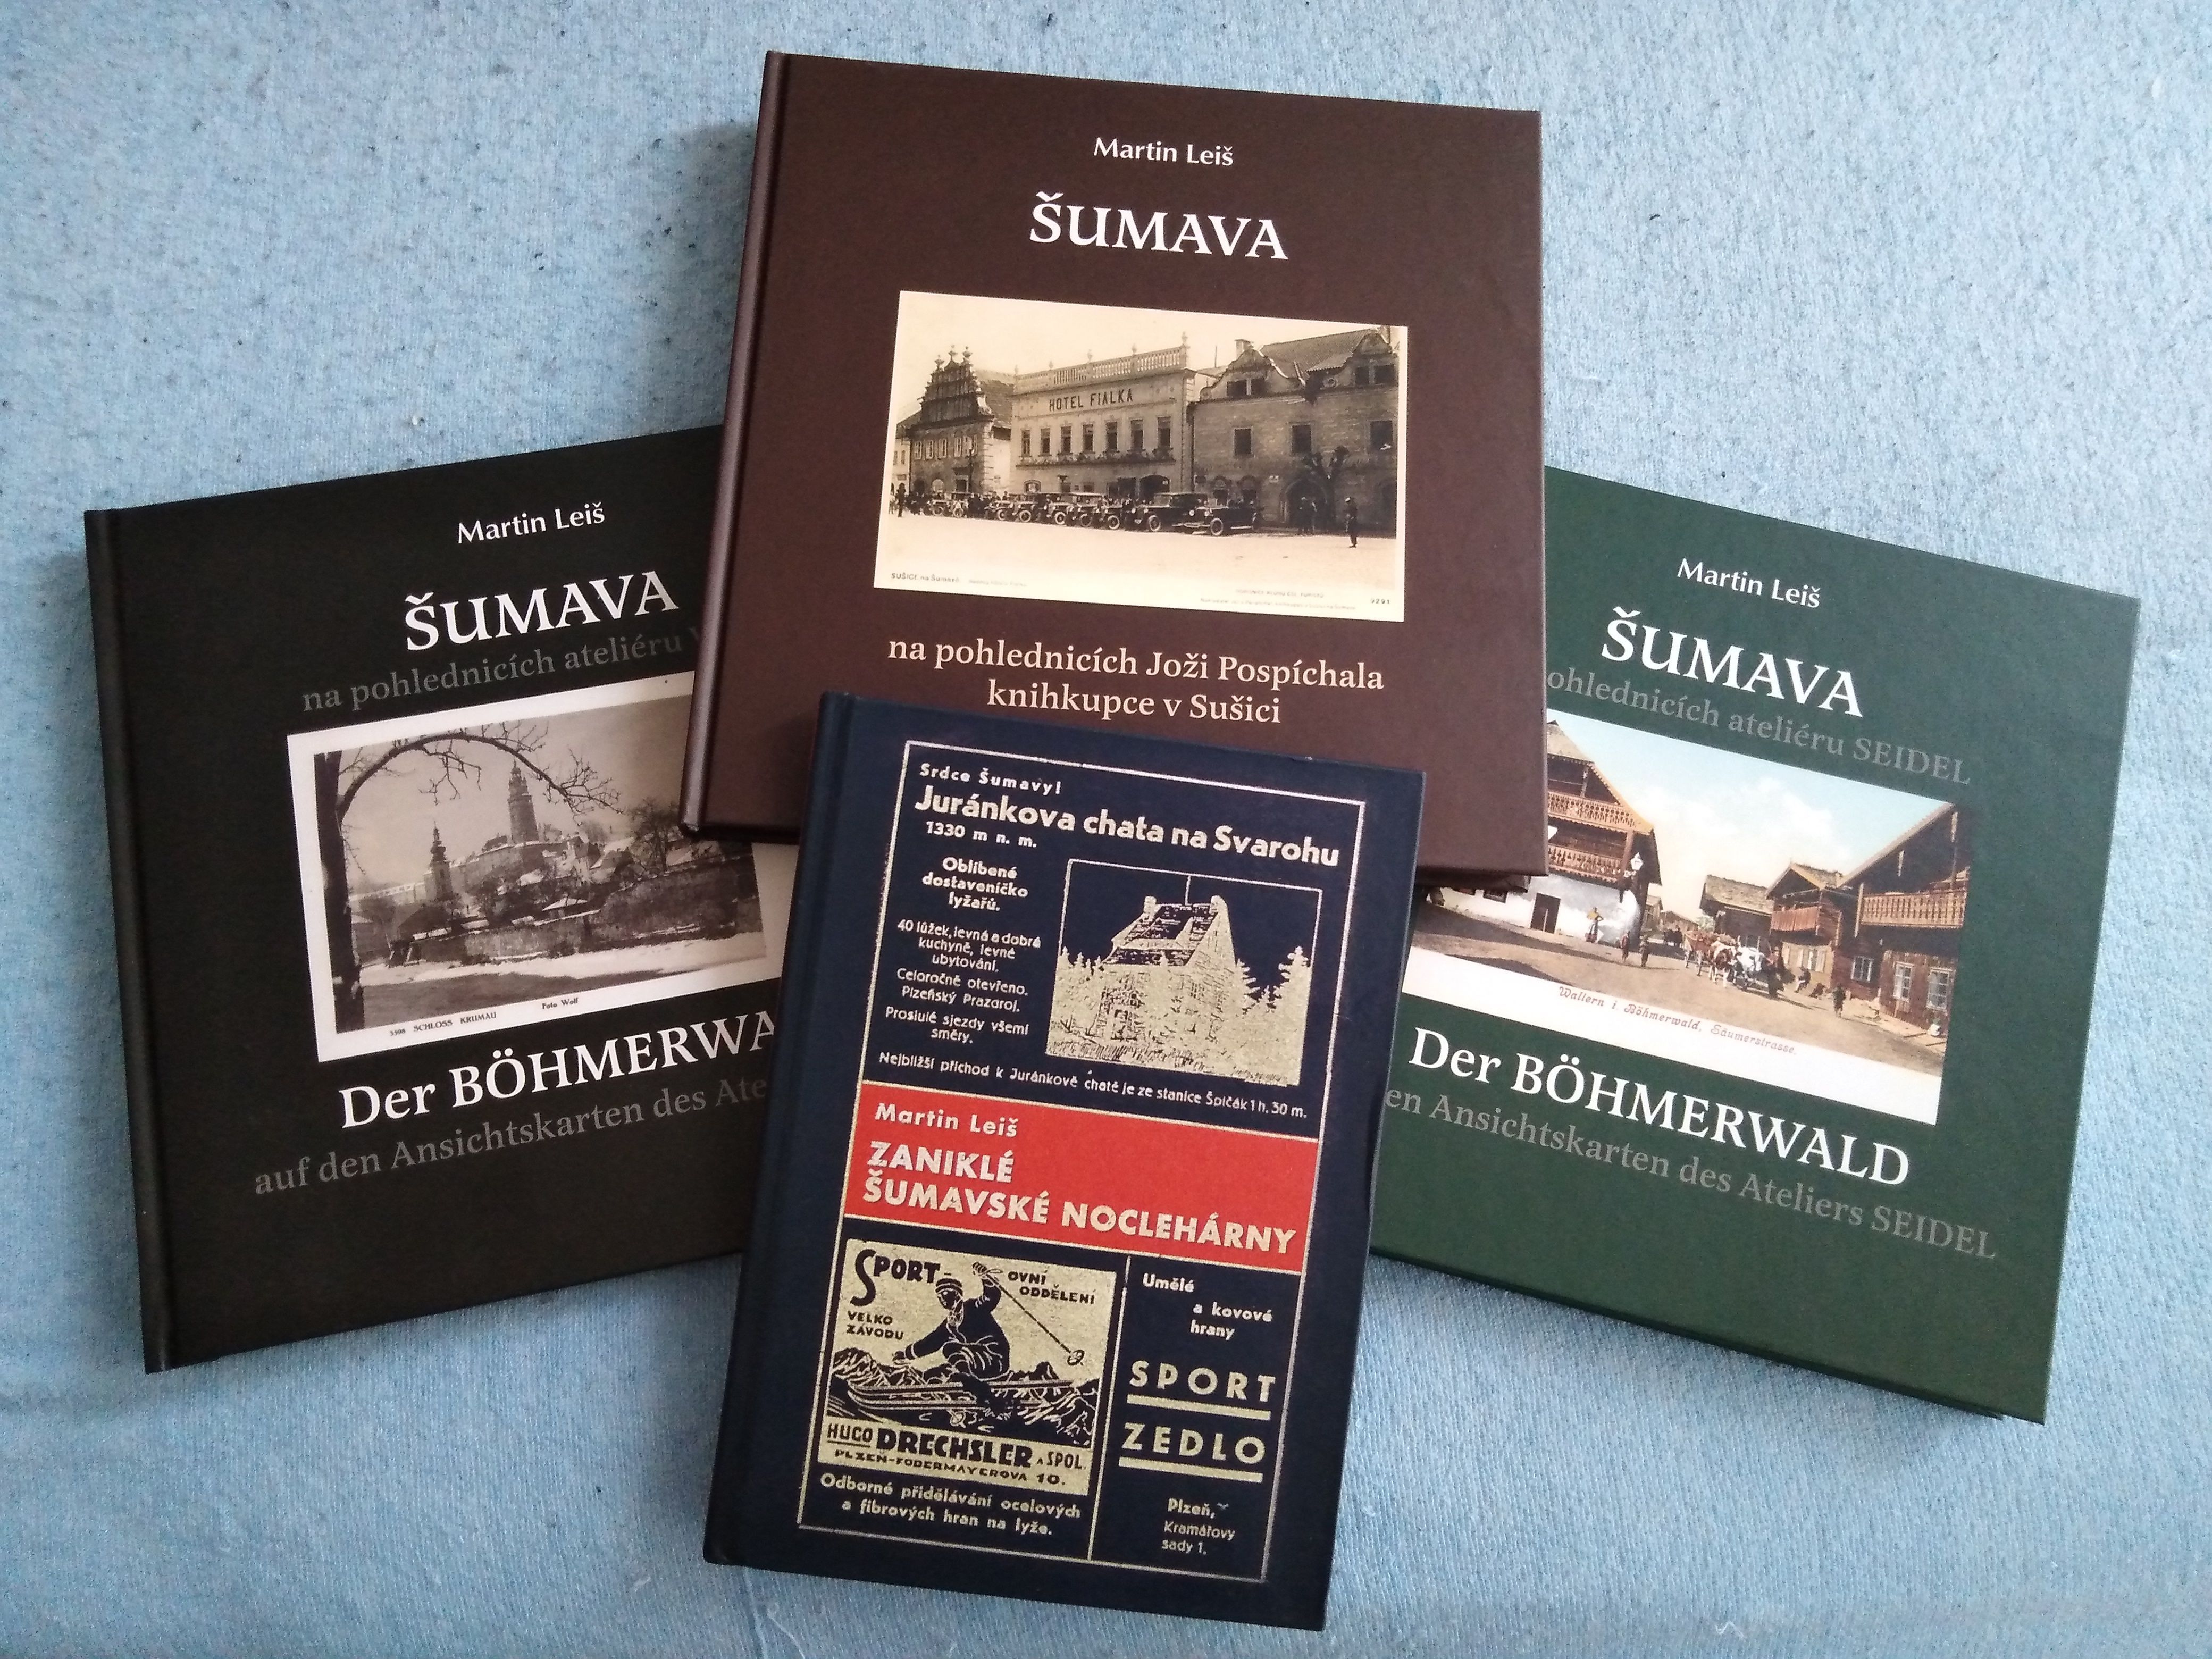 Martin Leiš
ŠUMAVA
HOTEL FIALKA
SUŠICE na Šumavě
na pohlednicích Joži Pospíchala
knihkupce v Sušici
Martin Leiš
ŠUMAVA
na pohlednicích ateliéru
SCHLOSS KRUMAU
Foto Wolf
Der BÖHMERWA
auf den Ansichtskarten des Ate
Martin Leiš
ŠUMAVA
ohlednicích ateliéru SEIDEL
Wallern i. Böhmerwald. Säumerstrasse.
Der BÖHMERWALD
en Ansichtskarten des Ateliers SEIDEL
Srdce Šumavy!
Juránkova chata na Svarohu
1330 m n. m.
Oblíbené
dostaveníčko
lyžařů.
40 lůžek, levná a dobrá
kuchyně, levné
ubytování.
Celoročně otevřeno.
Plzeňský Prazdroj.
Proslulé sjezdy všemi
směry.
Nejbližší příchod k Juránkově chatě je ze stanice Špičák 1 h. 30 m.
Martin Leiš
ZANIKLÉ
ŠUMAVSKÉ NOCLEHÁRNY
SPORT-
OVNÍ
ODDĚLENÍ
VELKO
ZÁVODU
HUGO DRECHSLER A SPOL.
PLZEŇ-FODERMAYEROVA 10.
Odborné přidělávání ocelových
a fibrových hran na lyže.
Umělé
a kovové
hrany
SPORT
ZEDLO
Plzeň,
Kramářovy
sady 1.